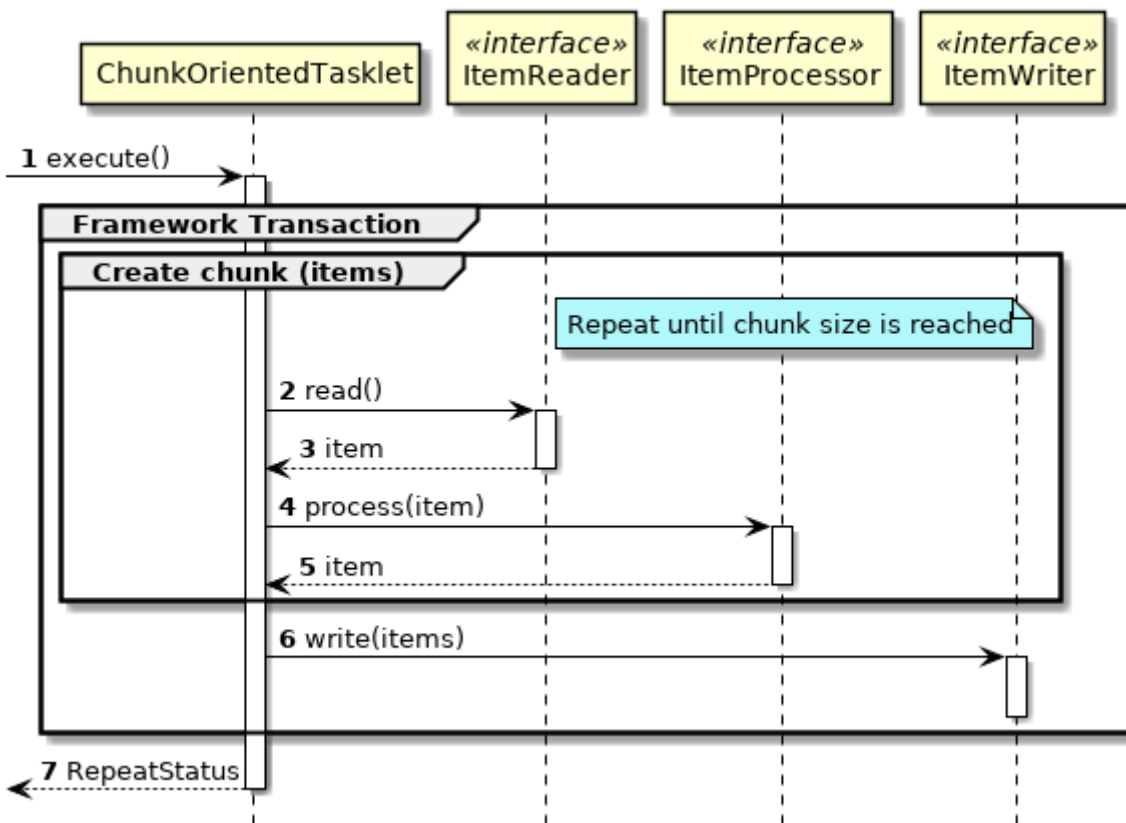 ChunkOrientedTasklet
«interface»
ItemReader
«interface»
ItemProcessor
«interface»
ItemWriter
1 execute()
Framework Transaction
Create chunk (items)
Repeat until chunk size is reached
2 read()
3 item
4 process(item)
5 item
6 write(items)
7 RepeatStatus